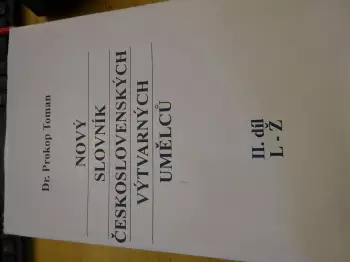 Dr. Prokop Toman
NOVÝ
SLOVNÍK
ČESKOSLOVENSKÝCH
VÝTVARNÝCH
UMĚLCŮ
II. díl
L - Ž